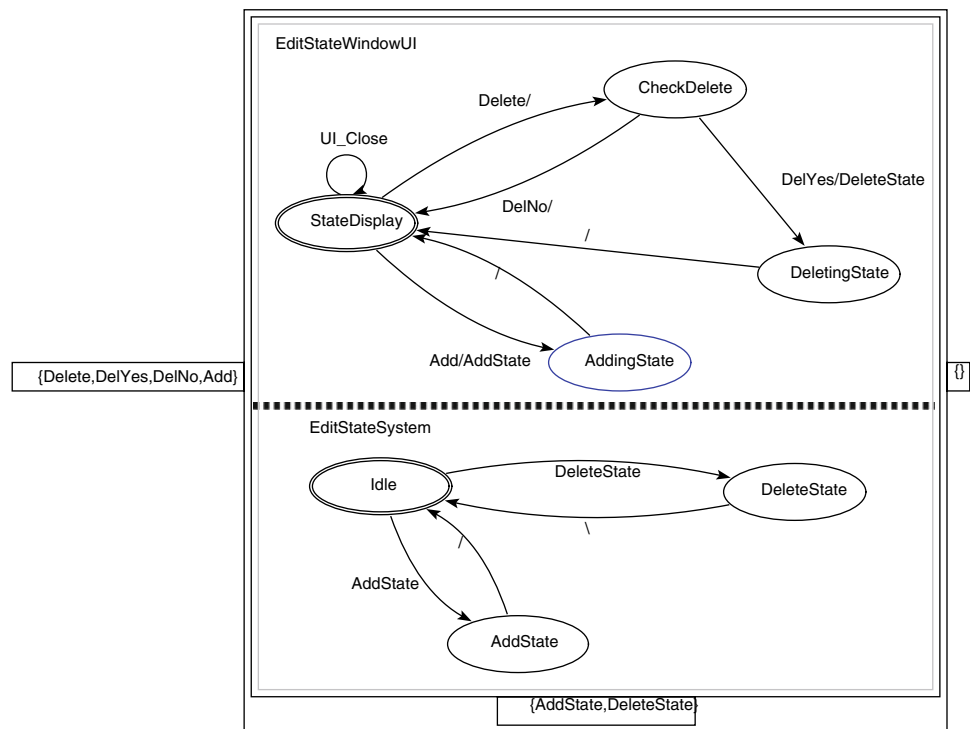 EditStateWindowUI
CheckDelete
Delete/
UI_Close
DelYes/DeleteState
StateDisplay
DelNo/
/
DeletingState
/
Add/AddState
AddingState
{Delete,DelYes,DelNo,Add}
{}
EditStateSystem
DeleteState
Idle
DeleteState
/
/
AddState
AddState
{AddState,DeleteState}